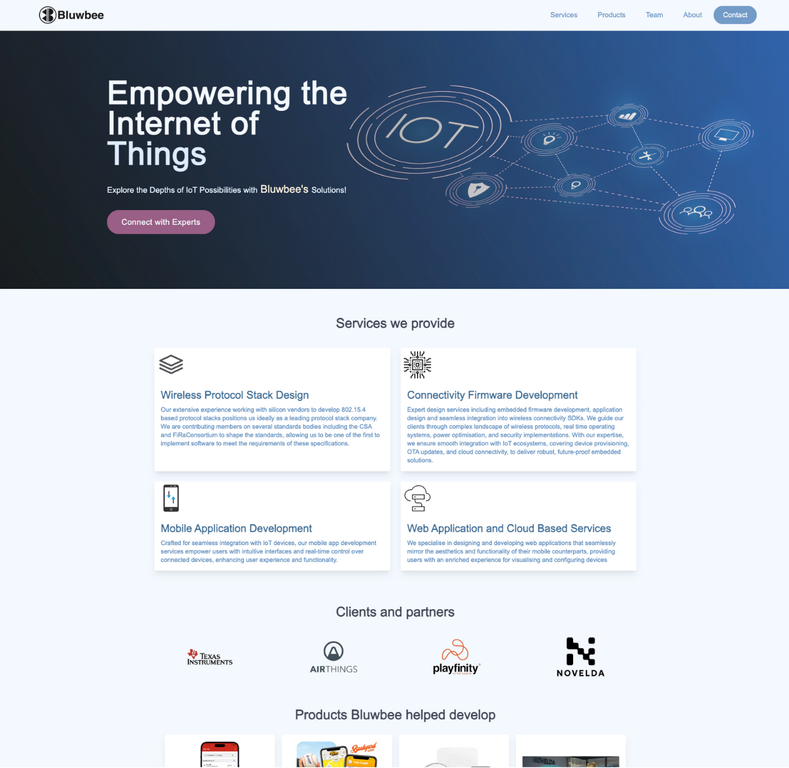 Bluwbee
Services Products Team About Contact
Empowering the
Internet of
Things
IOT
Explore the Depths of IoT Possibilities with Bluwbee's Solutions!
Connect with Experts
Services we provide
Wireless Protocol Stack Design
Our extensive experience working with silicon vendors to develop 802.15.4
based protocol stacks positions us ideally as a leading protocol stack company.
We are contributing members on several standards bodies including the CSA
and FiRaConsortium to shape the standards, allowing us to be one of the first to
implement software to meet the requirements of these specifications.
Connectivity Firmware Development
Expert design services including embedded firmware development, application
design and seamless integration into wireless connectivity SDKs. We guide our
clients through complex landscape of wireless protocols, real time operating
systems, power optimisation, and security implementations. With our expertise,
we ensure smooth integration with IoT ecosystems, covering device provisioning,
OTA updates, and cloud connectivity, to deliver robust, future-proof embedded
solutions.
Mobile Application Development
Crafted for seamless integration with IoT devices, our mobile app development
services empower users with intuitive interfaces and real-time control over
connected devices, enhancing user experience and functionality.
Web Application and Cloud Based Services
We specialise in designing and developing web applications that seamlessly
mirror the aesthetics and functionality of their mobile counterparts, providing
users with an enriched experience for visualising and configuring devices
Clients and partners
TEXAS
INSTRUMENTS
AIRTHINGS
playfinity
NOVELDA
Products Bluwbee helped develop